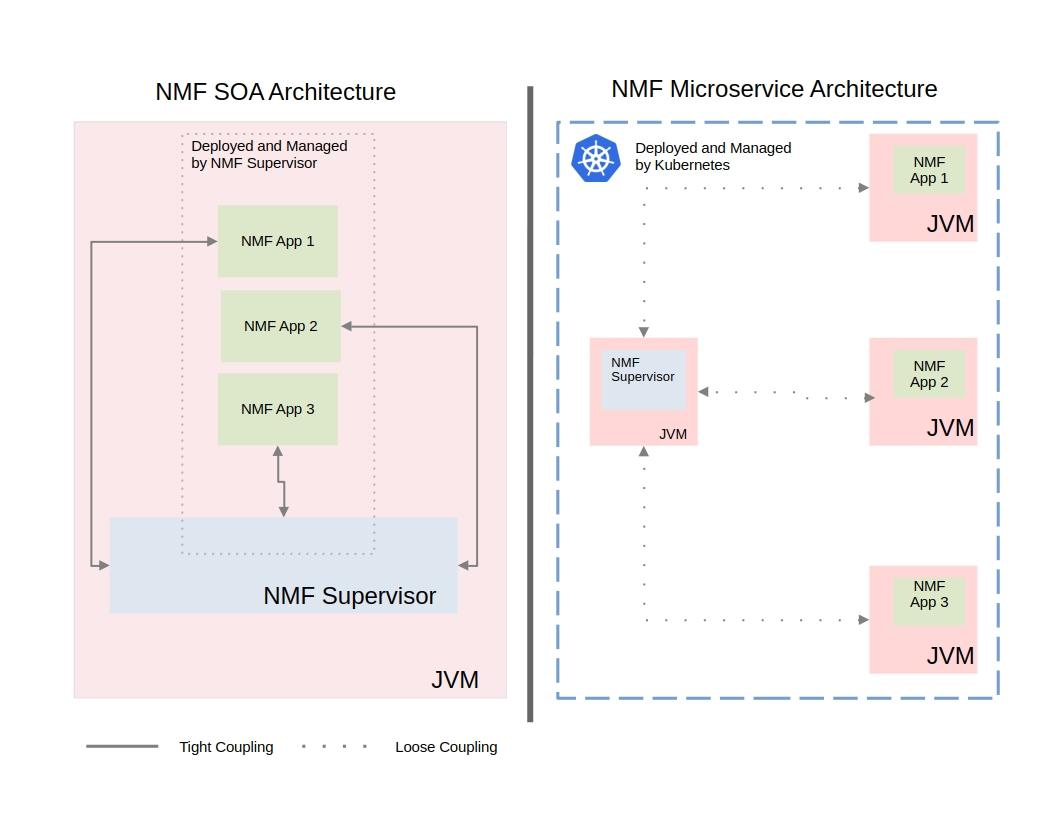 NMF SOA Architecture
Deployed and Managed
by NMF Supervisor
NMF App 1
NMF App 2
NMF App 3
NMF Supervisor
JVM
NMF Microservice Architecture
Deployed and Managed
by Kubernetes
NMF
App 1
JVM
NMF
Supervisor
JVM
NMF
App 2
JVM
NMF
App 3
JVM
Tight Coupling
Loose Coupling